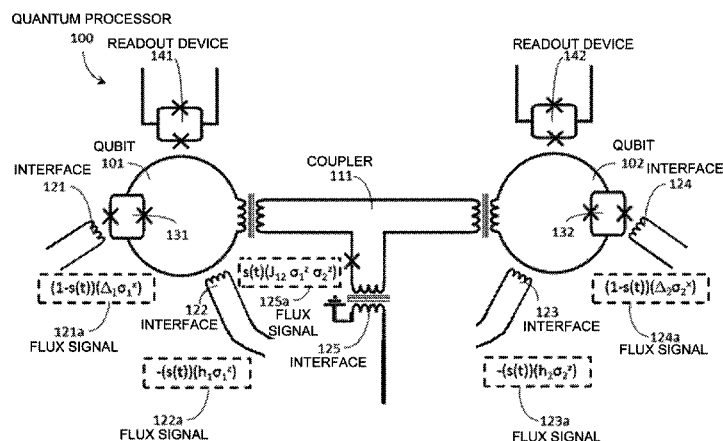 QUANTUM PROCESSOR
100
READOUT DEVICE
141
READOUT DEVICE
142
QUBIT
101
QUBIT
102
INTERFACE
121
COUPLER
111
INTERFACE
124
131
132
s(t)(J₁₂ σ₁ᶻ σ₂ᶻ)
125a
FLUX
SIGNAL
(1-s(t))(Δ₁σ₁ˣ)
121a
FLUX SIGNAL
122
INTERFACE
125
INTERFACE
123
INTERFACE
(1-s(t))(Δ₂σ₂ˣ)
124a
FLUX SIGNAL
-(s(t))(h₁σ₁ᶻ)
122a
FLUX SIGNAL
-(s(t))(h₂σ₂ᶻ)
123a
FLUX SIGNAL